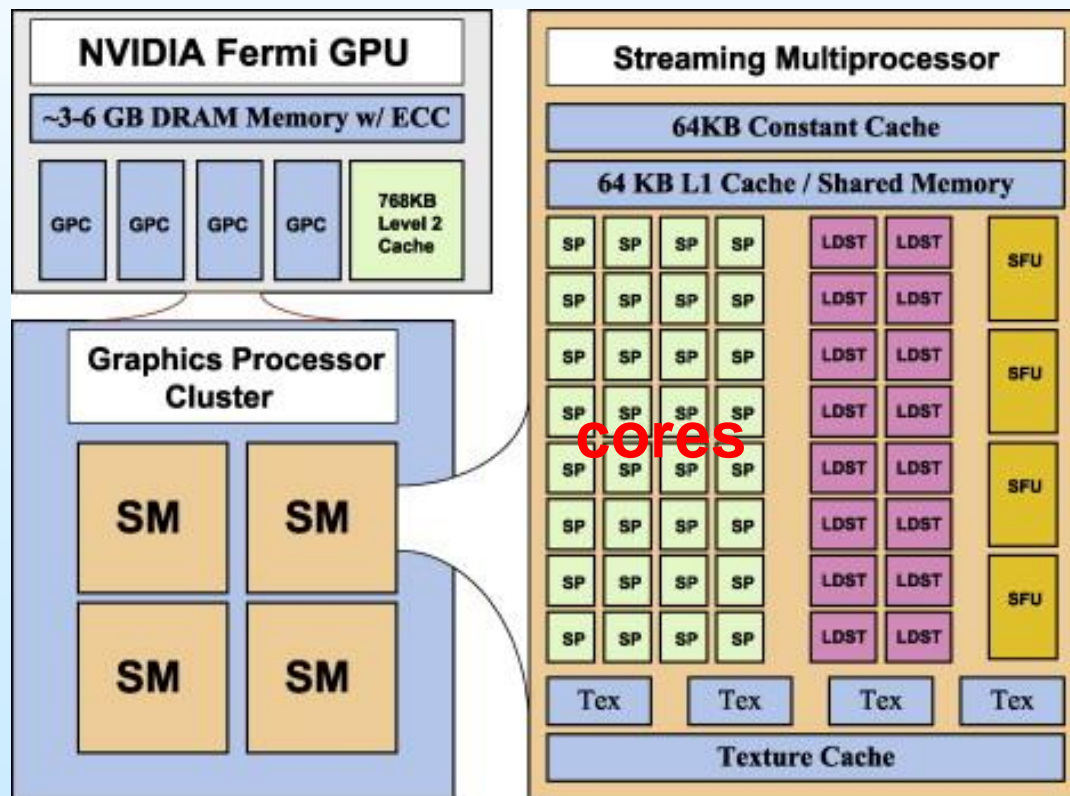 NVIDIA Fermi GPU
~3-6 GB DRAM Memory w/ ECC
GPC GPC GPC GPC
768KB
Level 2
Cache
Graphics Processor
Cluster
SM SM
SM SM
Streaming Multiprocessor
64KB Constant Cache
64 KB L1 Cache / Shared Memory
SP SP SP SP LDST LDST SFU
SP SP SP SP LDST LDST
SP SP SP SP LDST LDST SFU
SP SP SP SP LDST LDST
cores
SP SP SP SP LDST LDST SFU
SP SP SP SP LDST LDST
SP SP SP SP LDST LDST SFU
SP SP SP SP LDST LDST
Tex Tex Tex Tex
Texture Cache